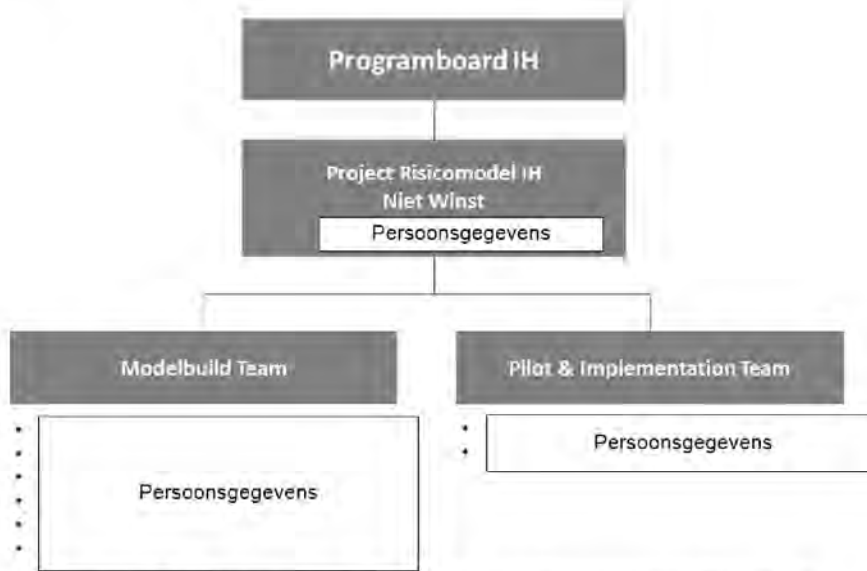 Programboard IH
Project Risicomodel IH
Niet Winst
Persoonsgegevens
Modelbuild Team
Pilot & Implementation Team
Persoonsgegevens
Persoonsgegevens